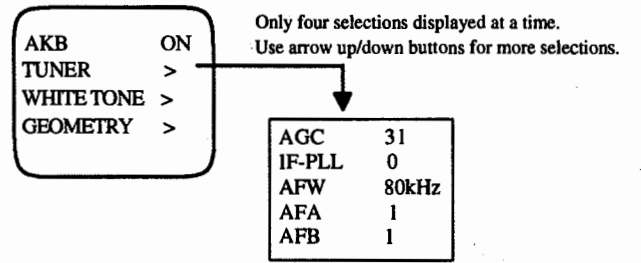 Only four selections displayed at a time.
Use arrow up/down buttons for more selections.
AKB ON
TUNER >
WHITE TONE >
GEOMETRY >
AGC 31
IF-PLL 0
AFW 80kHz
AFA 1
AFB 1